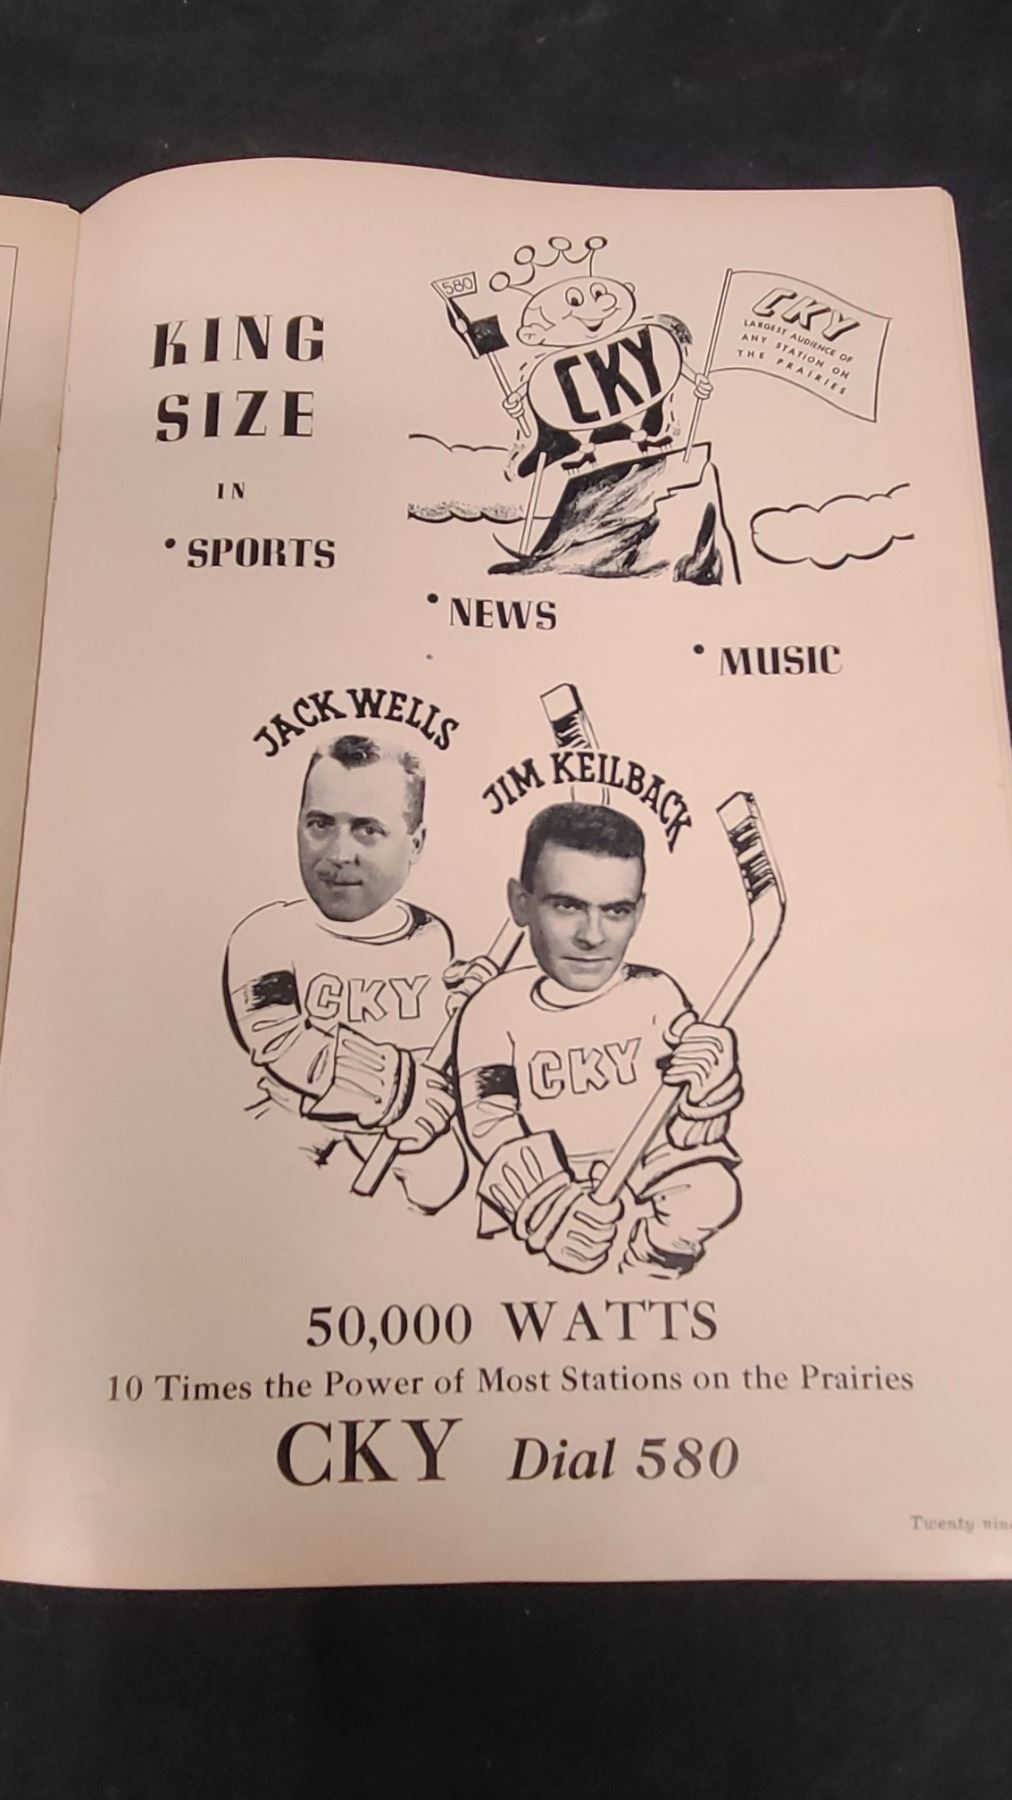 580
CKY
CKY
LARGEST AUDIENCE OF
ANY STATION ON
THE PRAIRIES
KING
SIZE
IN
• SPORTS
• NEWS
• MUSIC
JACK WELLS
JIM KEILBACK
CKY
CKY
50,000 WATTS
10 Times the Power of Most Stations on the Prairies
CKY Dial 580
Twenty-nine